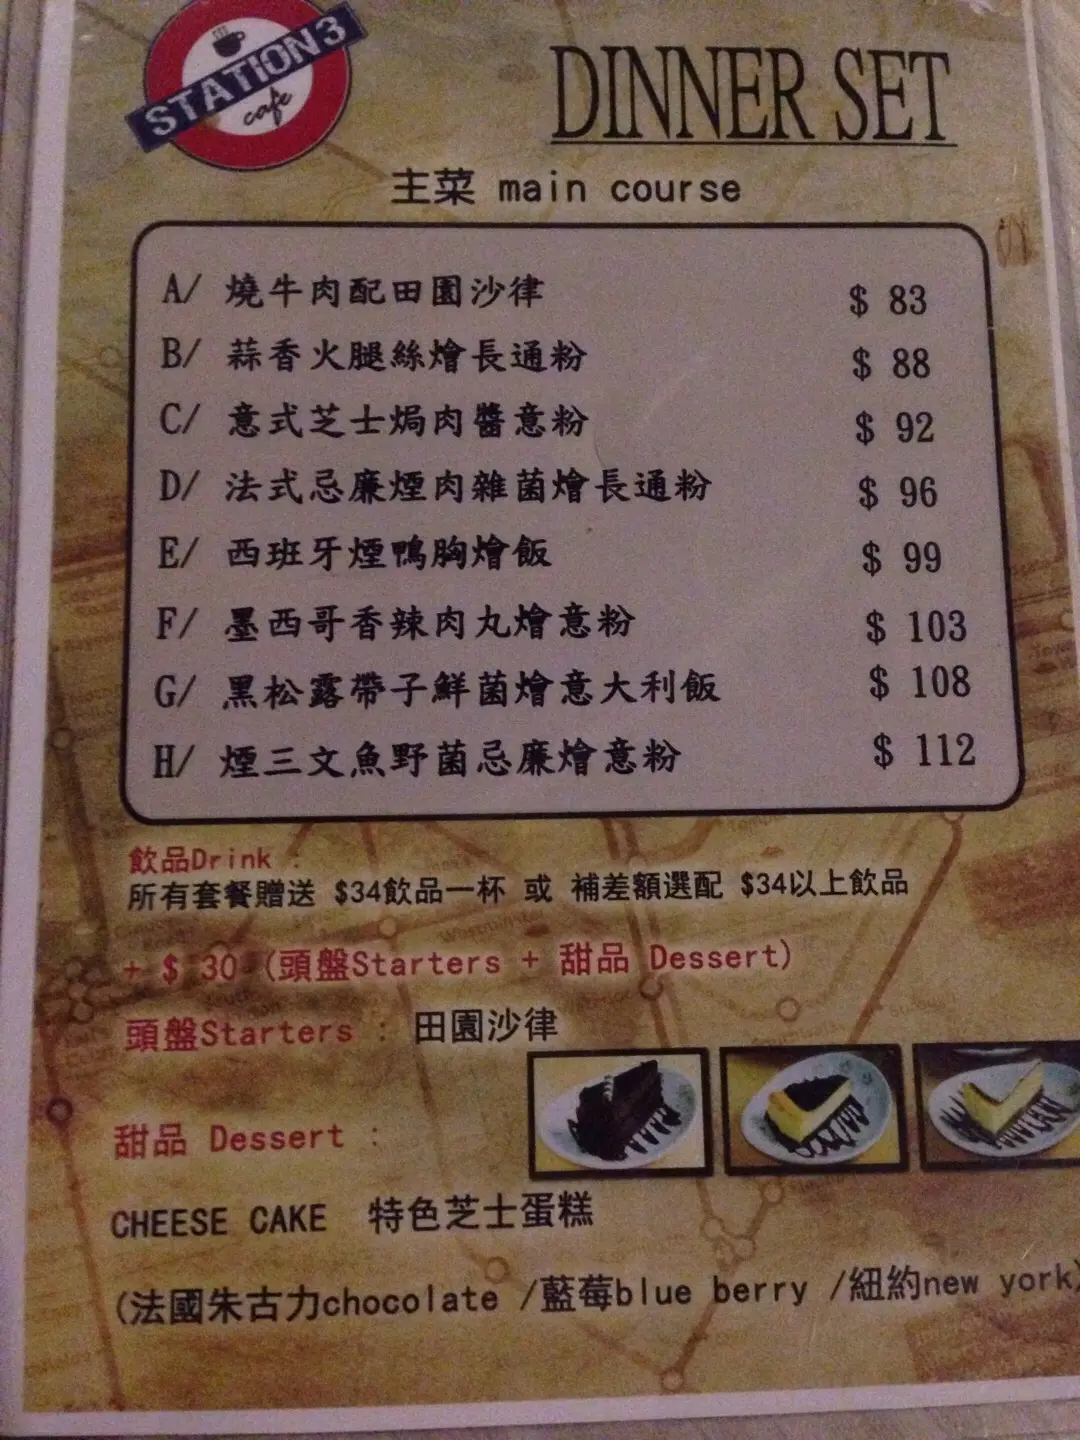 STATION3
cafe
DINNER SET
主菜 main course
A/ 燒牛肉配田園沙律 $ 83
B/ 蒜香火腿絲燴長通粉 $ 88
C/ 意式芝士焗肉醬意粉 $ 92
D/ 法式忌廉煙肉雜菌燴長通粉 $ 96
E/ 西班牙煙鴨胸燴飯 $ 99
F/ 墨西哥香辣肉丸燴意粉 $ 103
G/ 黑松露帶子鮮菌燴意大利飯 $ 108
H/ 煙三文魚野菌忌廉燴意粉 $ 112
飲品Drink :
所有套餐贈送 $34飲品一杯 或 補差額選配 $34以上飲品
+ $ 30 (頭盤Starters + 甜品 Dessert)
頭盤Starters : 田園沙律
甜品 Dessert :
CHEESE CAKE 特色芝士蛋糕
(法國朱古力chocolate /藍莓blue berry /紐約new york)